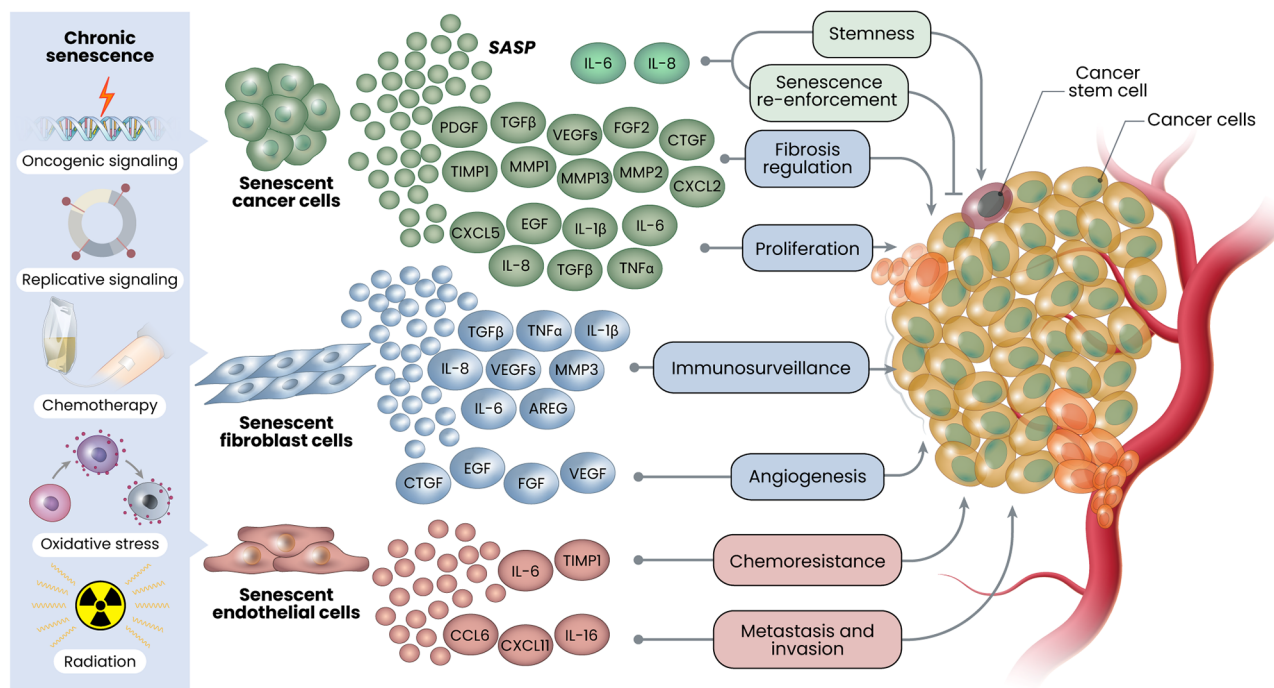 Chronic
senescence
Oncogenic signaling
Replicative signaling
Chemotherapy
Oxidative stress
Radiation
Senescent
cancer cells
SASP
IL-6 IL-8
PDGF TGFβ VEGFs FGF2 CTGF
TIMP1 MMP1 MMP13 MMP2 CXCL2
CXCL5 EGF IL-1β IL-6
IL-8 TGFβ TNFα
Stemness
Senescence
re-enforcement
Fibrosis
regulation
Proliferation
Cancer
stem cell
Cancer cells
Senescent
fibroblast cells
TGFβ TNFα IL-1β
IL-8 VEGFs MMP3
IL-6 AREG
CTGF EGF FGF VEGF
Immunosurveillance
Angiogenesis
Senescent
endothelial cells
IL-6 TIMP1
CCL6 CXCL11 IL-16
Chemoresistance
Metastasis and
invasion